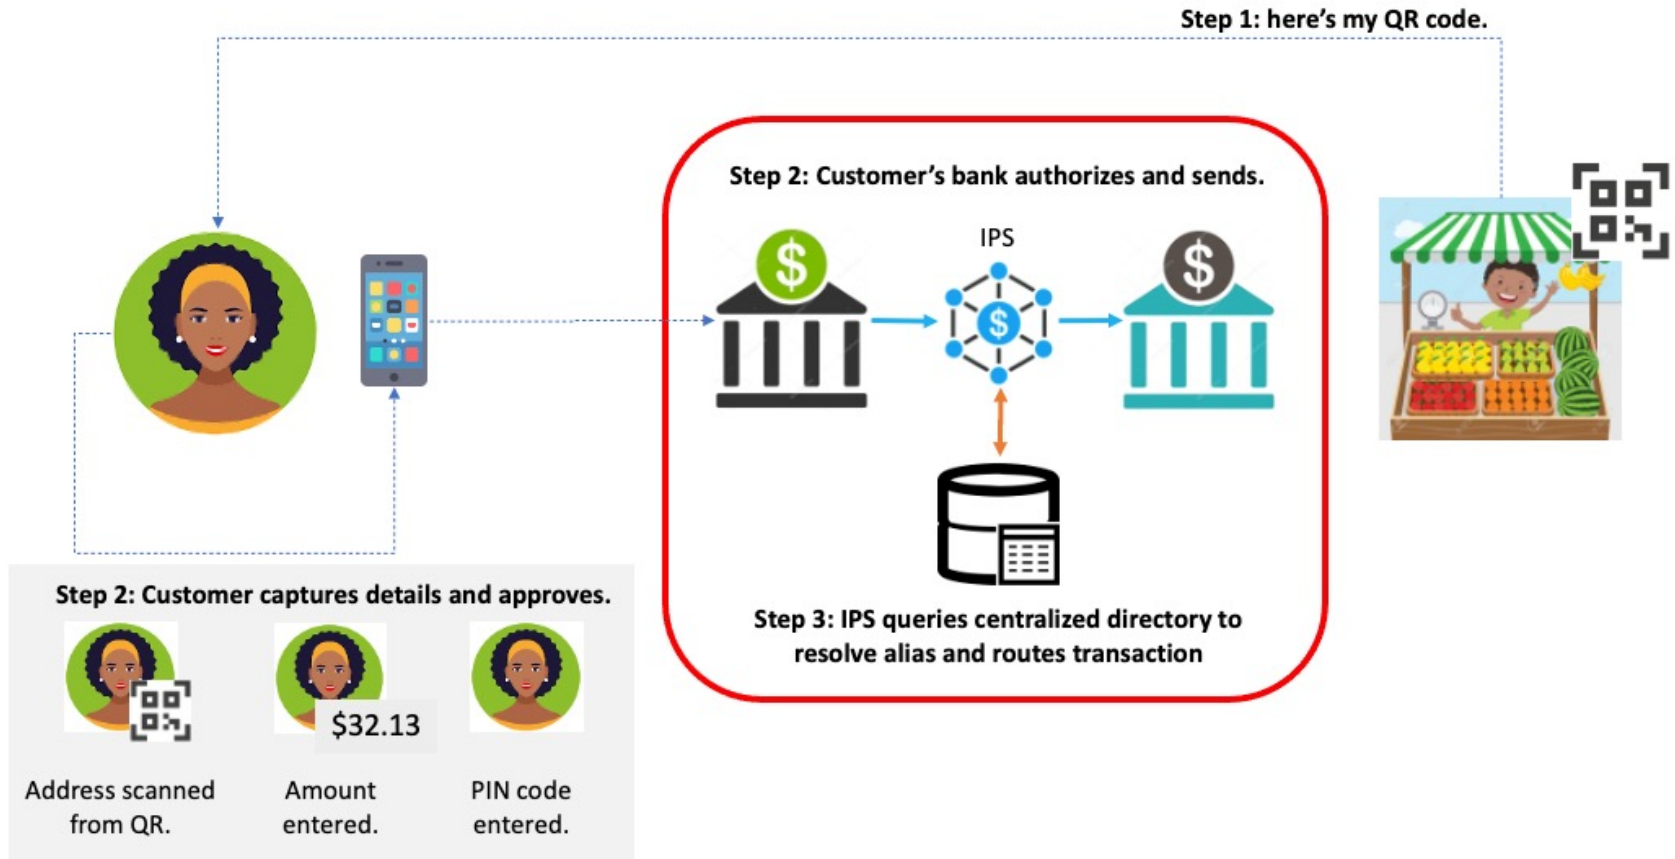 Step 1: here’s my QR code.
Step 2: Customer’s bank authorizes and sends.
IPS
$
$
$
Step 3: IPS queries centralized directory to
resolve alias and routes transaction
Step 2: Customer captures details and approves.
$32.13
Address scanned
from QR.
Amount
entered.
PIN code
entered.